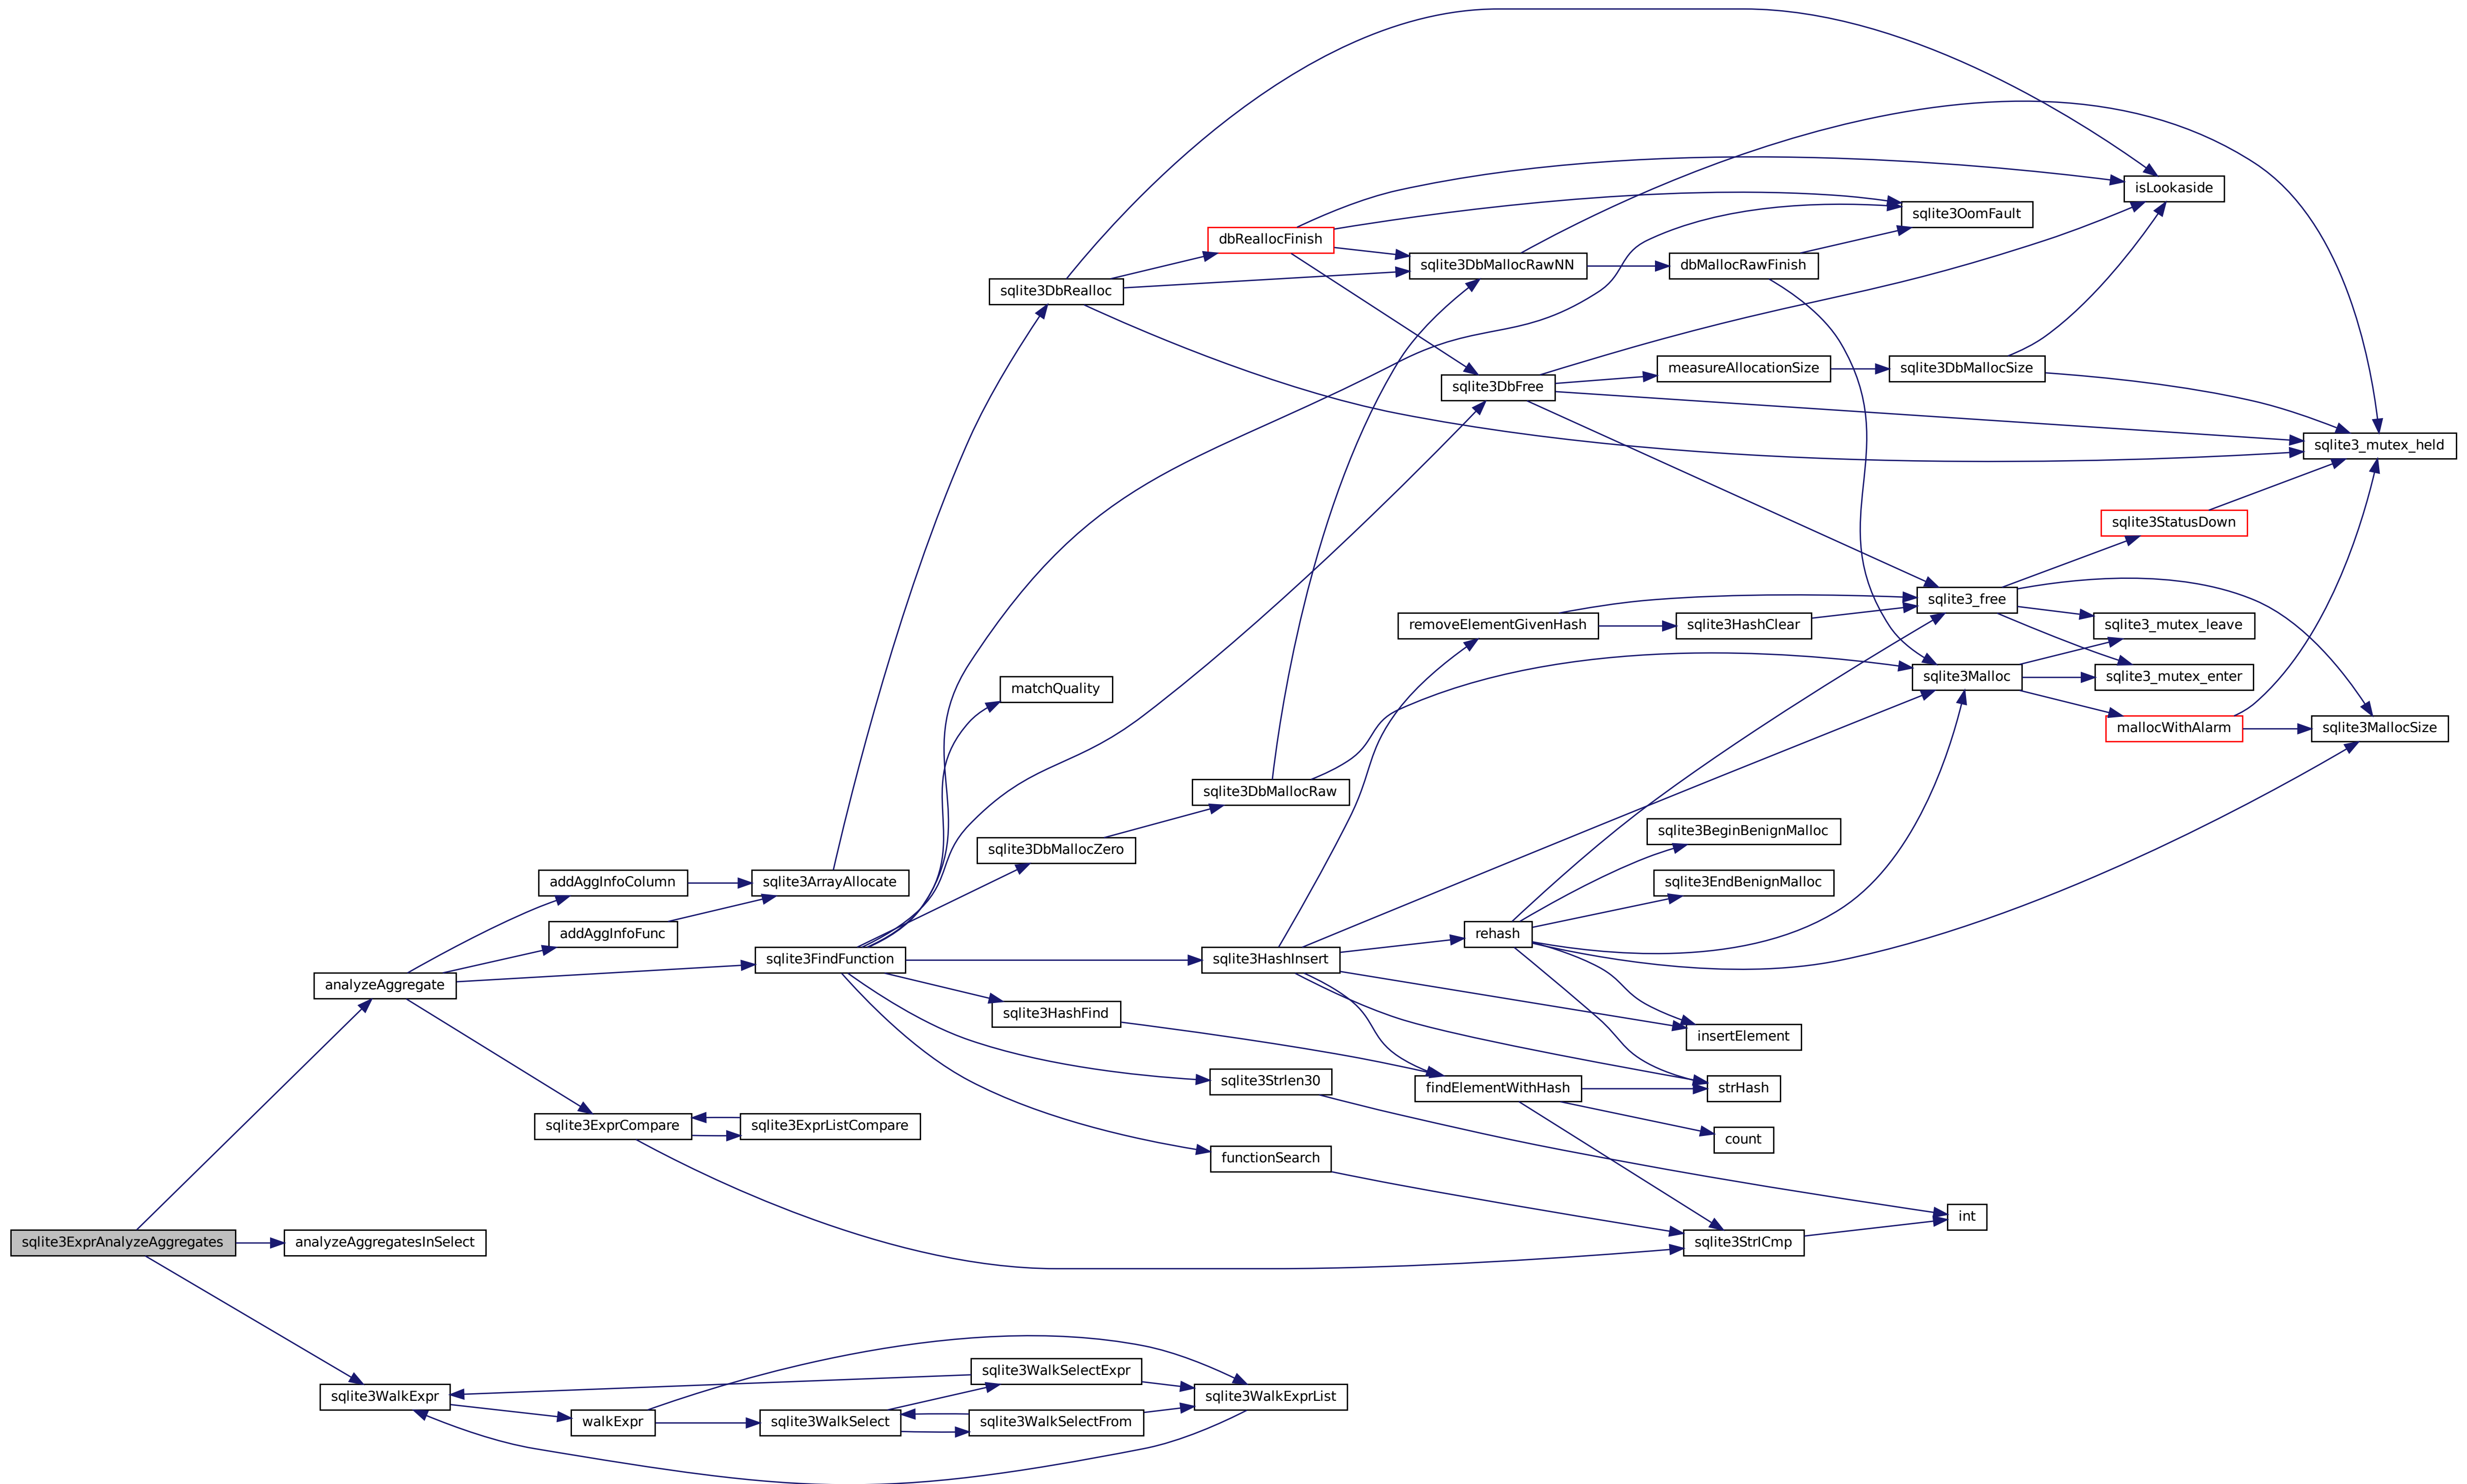 isLookaside
sqlite3OomFault
dbReallocFinish
sqlite3DbMallocRawNN
dbMallocRawFinish
sqlite3DbRealloc
measureAllocationSize
sqlite3DbMallocSize
sqlite3DbFree
sqlite3_mutex_held
sqlite3StatusDown
sqlite3_free
removeElementGivenHash
sqlite3HashClear
sqlite3_mutex_leave
sqlite3Malloc
sqlite3_mutex_enter
matchQuality
mallocWithAlarm
sqlite3MallocSize
sqlite3DbMallocRaw
sqlite3BeginBenignMalloc
sqlite3DbMallocZero
addAggInfoColumn
sqlite3ArrayAllocate
sqlite3EndBenignMalloc
addAggInfoFunc
rehash
sqlite3FindFunction
sqlite3HashInsert
analyzeAggregate
sqlite3HashFind
insertElement
sqlite3Strlen30
findElementWithHash
strHash
sqlite3ExprCompare
sqlite3ExprListCompare
count
functionSearch
int
sqlite3ExprAnalyzeAggregates
analyzeAggregatesInSelect
sqlite3StrICmp
sqlite3WalkSelectExpr
sqlite3WalkExpr
sqlite3WalkExprList
walkExpr
sqlite3WalkSelect
sqlite3WalkSelectFrom